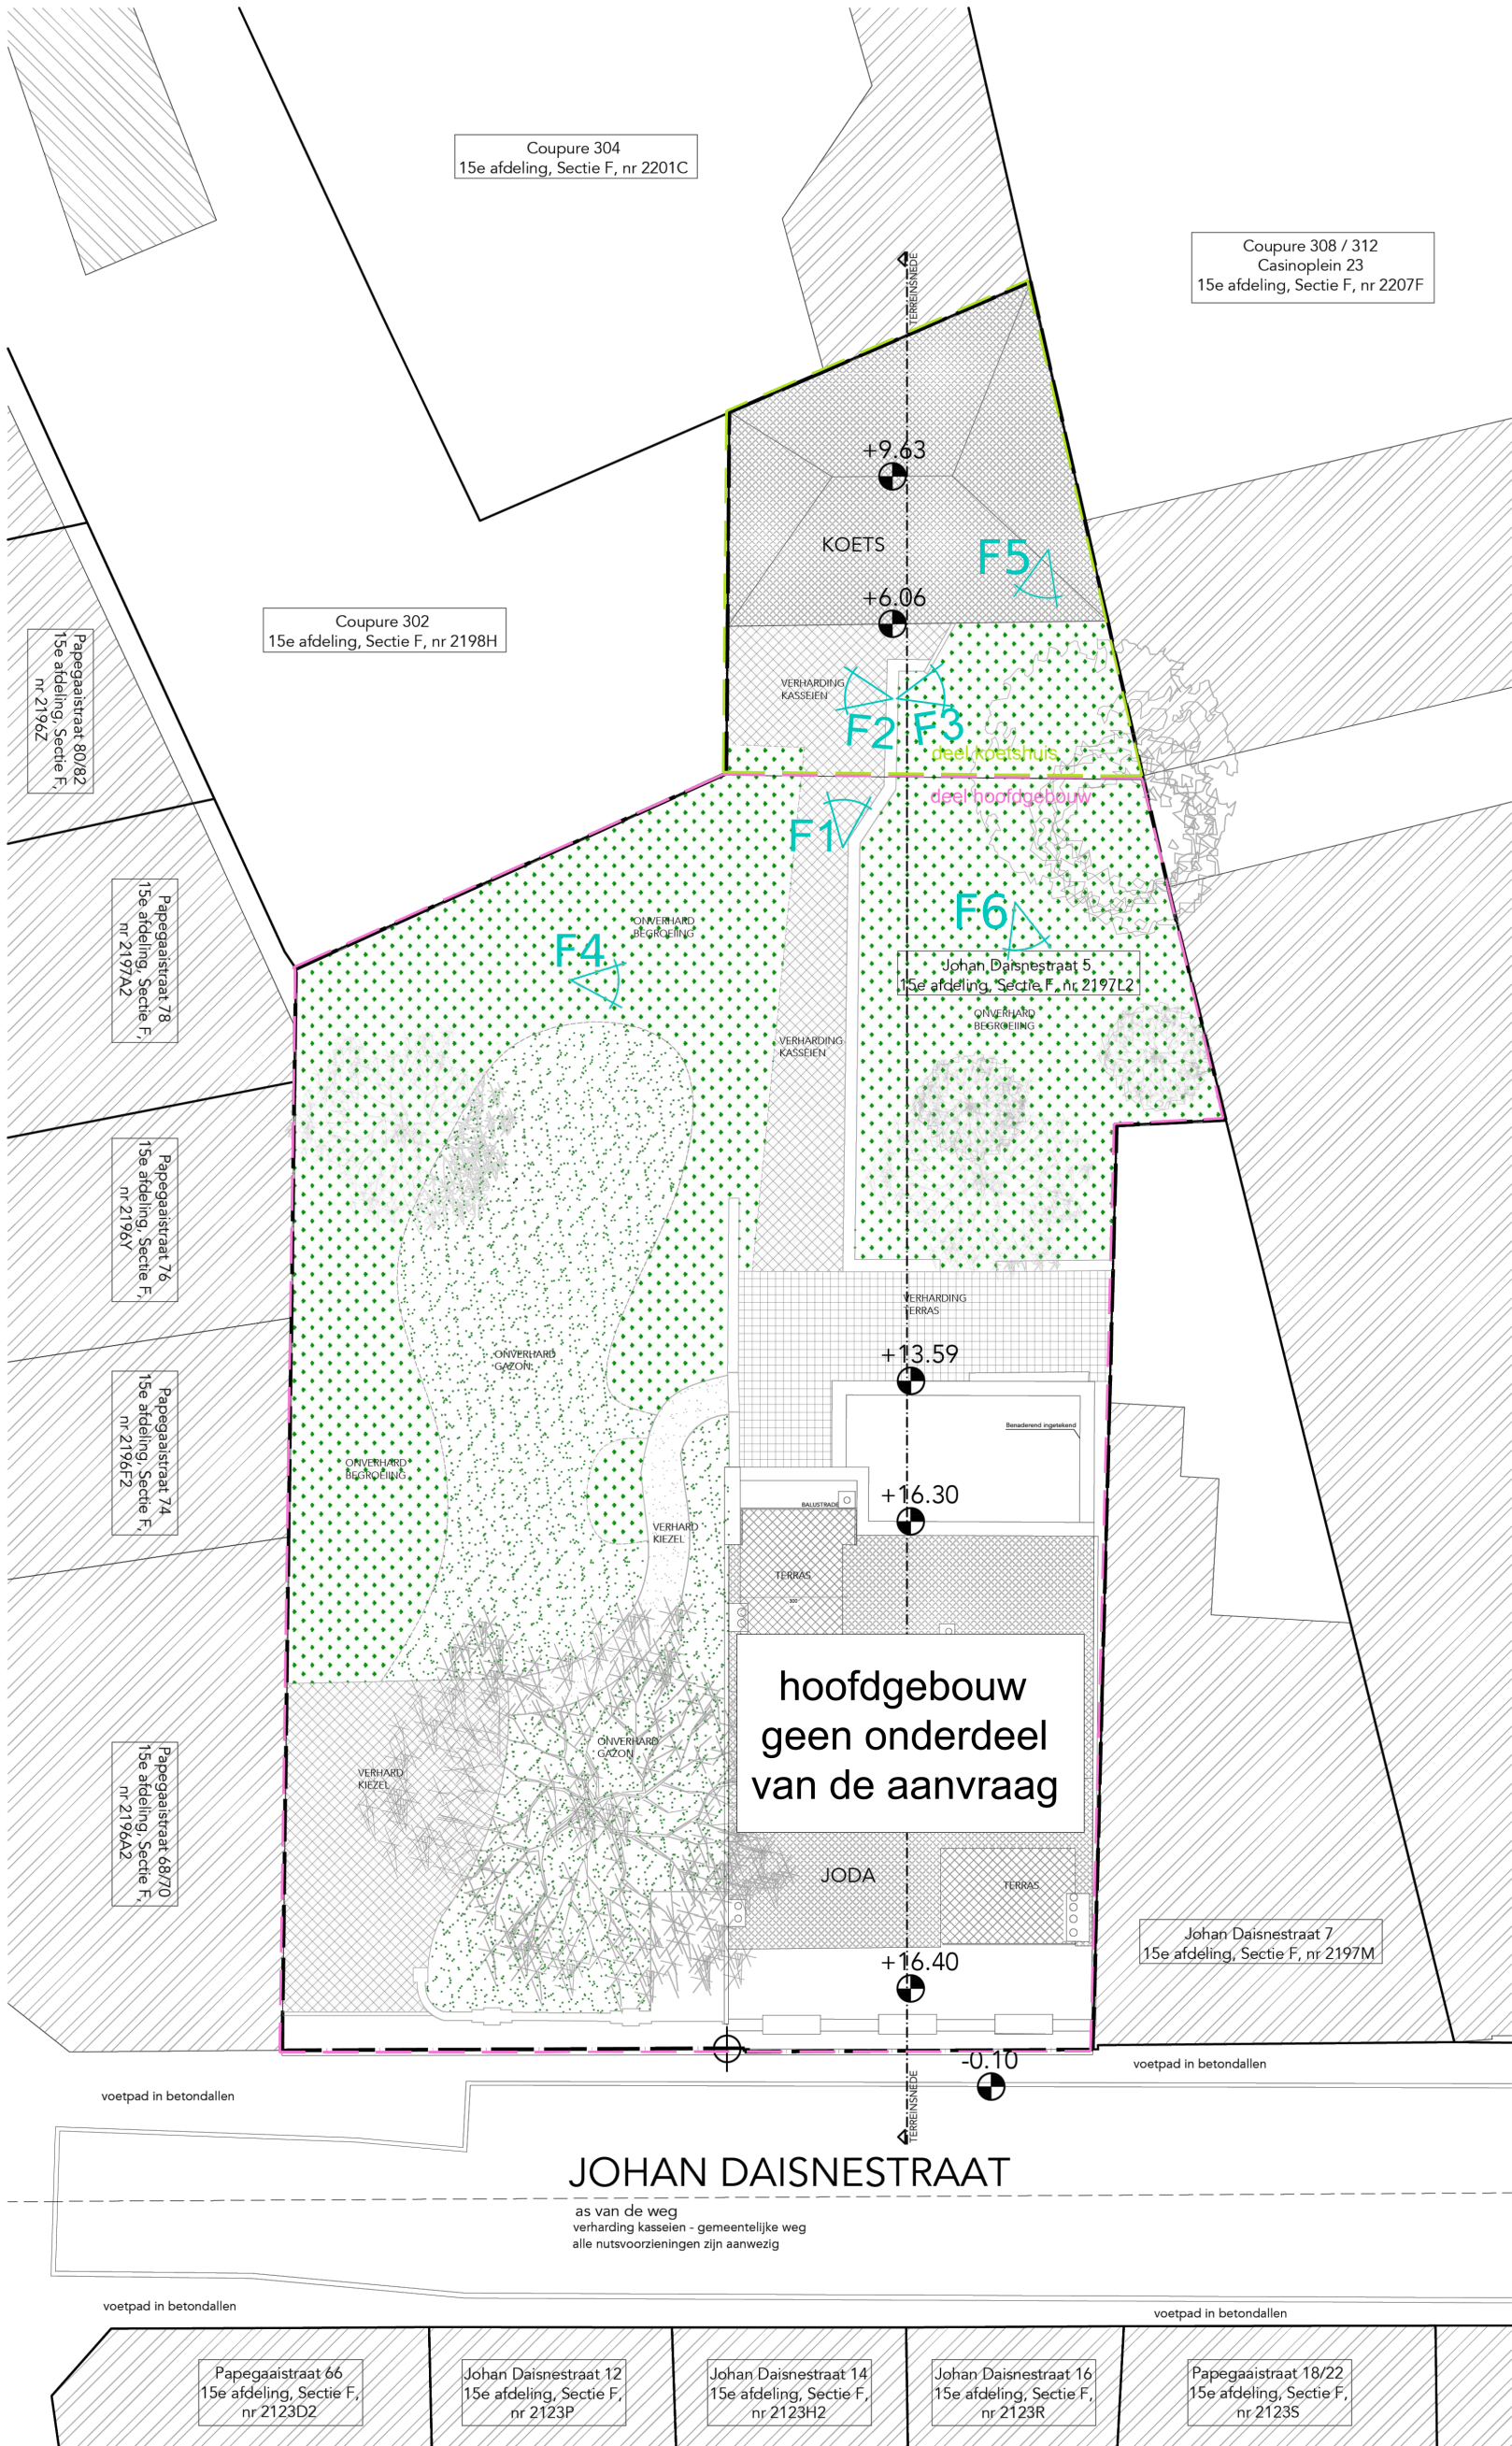 Coupure 304
15e afdeling, Sectie F, nr 2201C
Coupure 308 / 312
Casinoplein 23
15e afdeling, Sectie F, nr 2207F
TERREINSNEDE
+9.63
KOETS
F5
+6.06
Coupure 302
15e afdeling, Sectie F, nr 2198H
Papegaaistraat 80/82
15e afdeling, Sectie F,
nr 2196Z
VERHARDING
KASSEIEN
F2
F3
deel koetshuis
deel hoofdgebouw
F1
Papegaaistraat 78
15e afdeling, Sectie F,
nr 2197A2
ONVERHARD
BEGROEIING
F4
F6
Johan Daisnestraat 5
15e afdeling, Sectie F, nr 2197L2
ONVERHARD
BEGROEIING
VERHARDING
KASSEIEN
Papegaaistraat 76
15e afdeling, Sectie F,
nr 2196Y
VERHARDING
TERRAS
ONVERHARD
GAZON
+13.59
Papegaaistraat 74
15e afdeling, Sectie F,
nr 2196F2
Benaderend ingetekend
ONVERHARD
BEGROEIING
+16.30
BALUSTRADE
VERHARD
KIEZEL
TERRAS
300
hoofdgebouw
geen onderdeel
van de aanvraag
ONVERHARD
GAZON
VERHARD
KIEZEL
Papegaaistraat 68/70
15e afdeling, Sectie F,
nr 2196A2
JODA
TERRAS
Johan Daisnestraat 7
15e afdeling, Sectie F, nr 2197M
+16.40
-0.10
voetpad in betondallen
voetpad in betondallen
TERREINSNEDE
JOHAN DAISNESTRAAT
as van de weg
verharding kasseien - gemeentelijke weg
alle nutsvoorzieningen zijn aanwezig
voetpad in betondallen
voetpad in betondallen
Papegaaistraat 66
15e afdeling, Sectie F,
nr 2123D2
Johan Daisnestraat 12
15e afdeling, Sectie F,
nr 2123P
Johan Daisnestraat 14
15e afdeling, Sectie F,
nr 2123H2
Johan Daisnestraat 16
15e afdeling, Sectie F,
nr 2123R
Papegaaistraat 18/22
15e afdeling, Sectie F,
nr 2123S